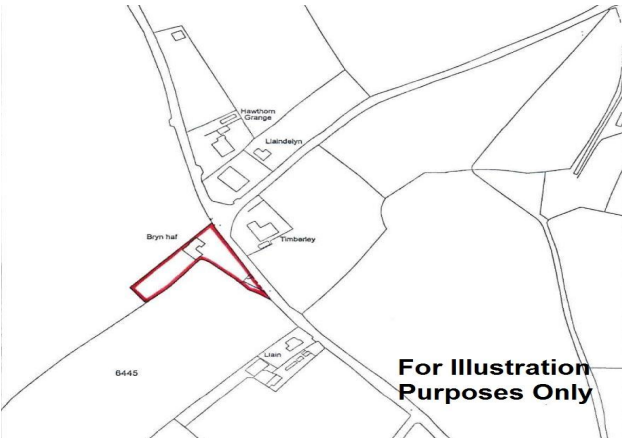 Hawthorn
Grange
Llaindelyn
Bryn haf
Timberley
Llain
6445
For Illustration
Purposes Only